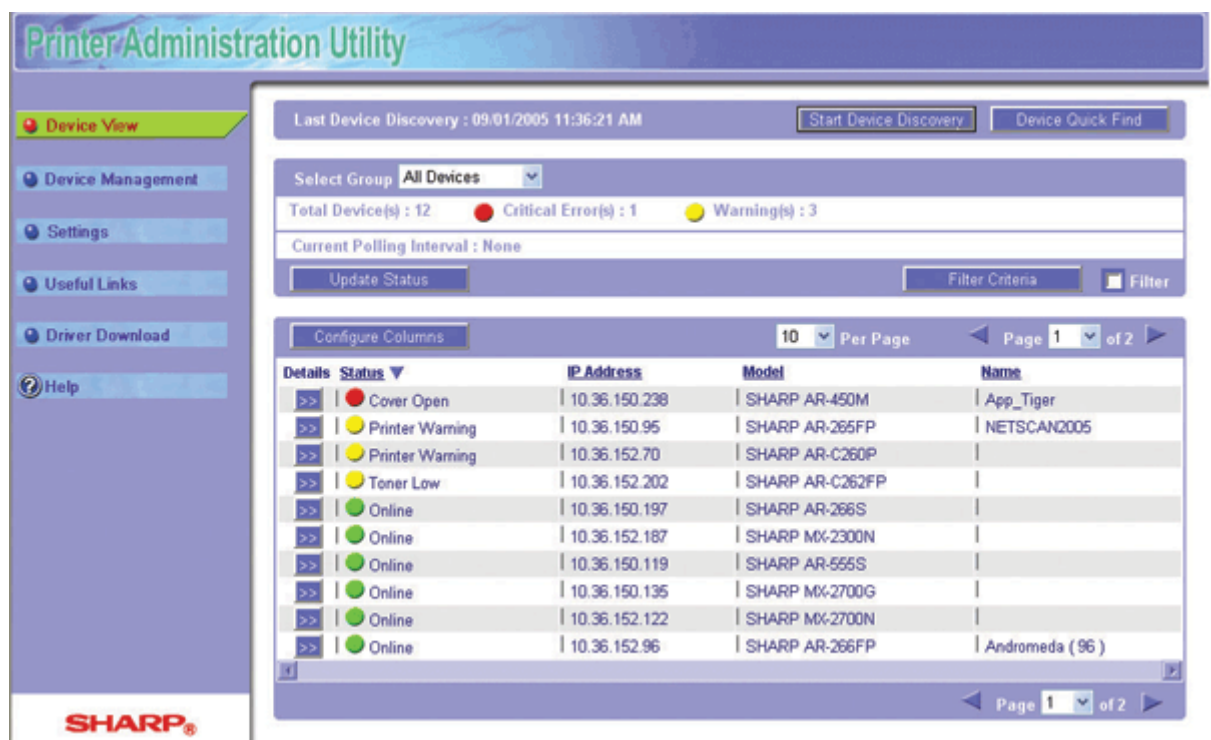 Printer Administration Utility
Device View
Device Management
Settings
Useful Links
Driver Download
Help
SHARP®
Last Device Discovery : 09/01/2005 11:36:21 AM Start Device Discovery Device Quick Find
Select Group All Devices
Total Device(s) : 12 Critical Error(s) : 1 Warning(s) : 3
Current Polling Interval : None
Update Status Filter Criteria Filter
Configure Columns 10 Per Page Page 1 of 2
Details Status IP Address Model Name
>> Cover Open 10.36.150.238 SHARP AR-450M App_Tiger
>> Printer Warning 10.36.150.95 SHARP AR-265FP NETSCAN2005
>> Printer Warning 10.36.152.70 SHARP AR-C260P
>> Toner Low 10.36.152.202 SHARP AR-C262FP
>> Online 10.36.150.197 SHARP AR-266S
>> Online 10.36.152.187 SHARP MX-2300N
>> Online 10.36.150.119 SHARP AR-555S
>> Online 10.36.150.135 SHARP MX-2700G
>> Online 10.36.152.122 SHARP MX-2700N
>> Online 10.36.152.96 SHARP AR-266FP Andromeda ( 96 )
Page 1 of 2